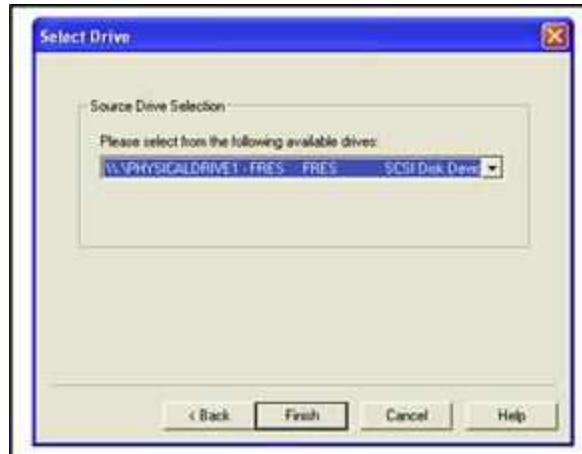 Select Drive
Source Drive Selection
Please select from the following available drives:
\\.\PHYSICALDRIVE1 - FRES FRES SCSI Disk Devi
< Back Finish Cancel Help